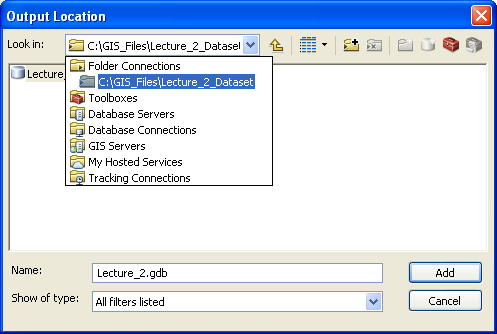 Output Location
Look in:
C:\GIS_Files\Lecture_2_Dataset
Lecture_
Folder Connections
C:\GIS_Files\Lecture_2_Dataset
Toolboxes
Database Servers
Database Connections
GIS Servers
My Hosted Services
Tracking Connections
Name:
Lecture_2.gdb
Add
Show of type:
All filters listed
Cancel